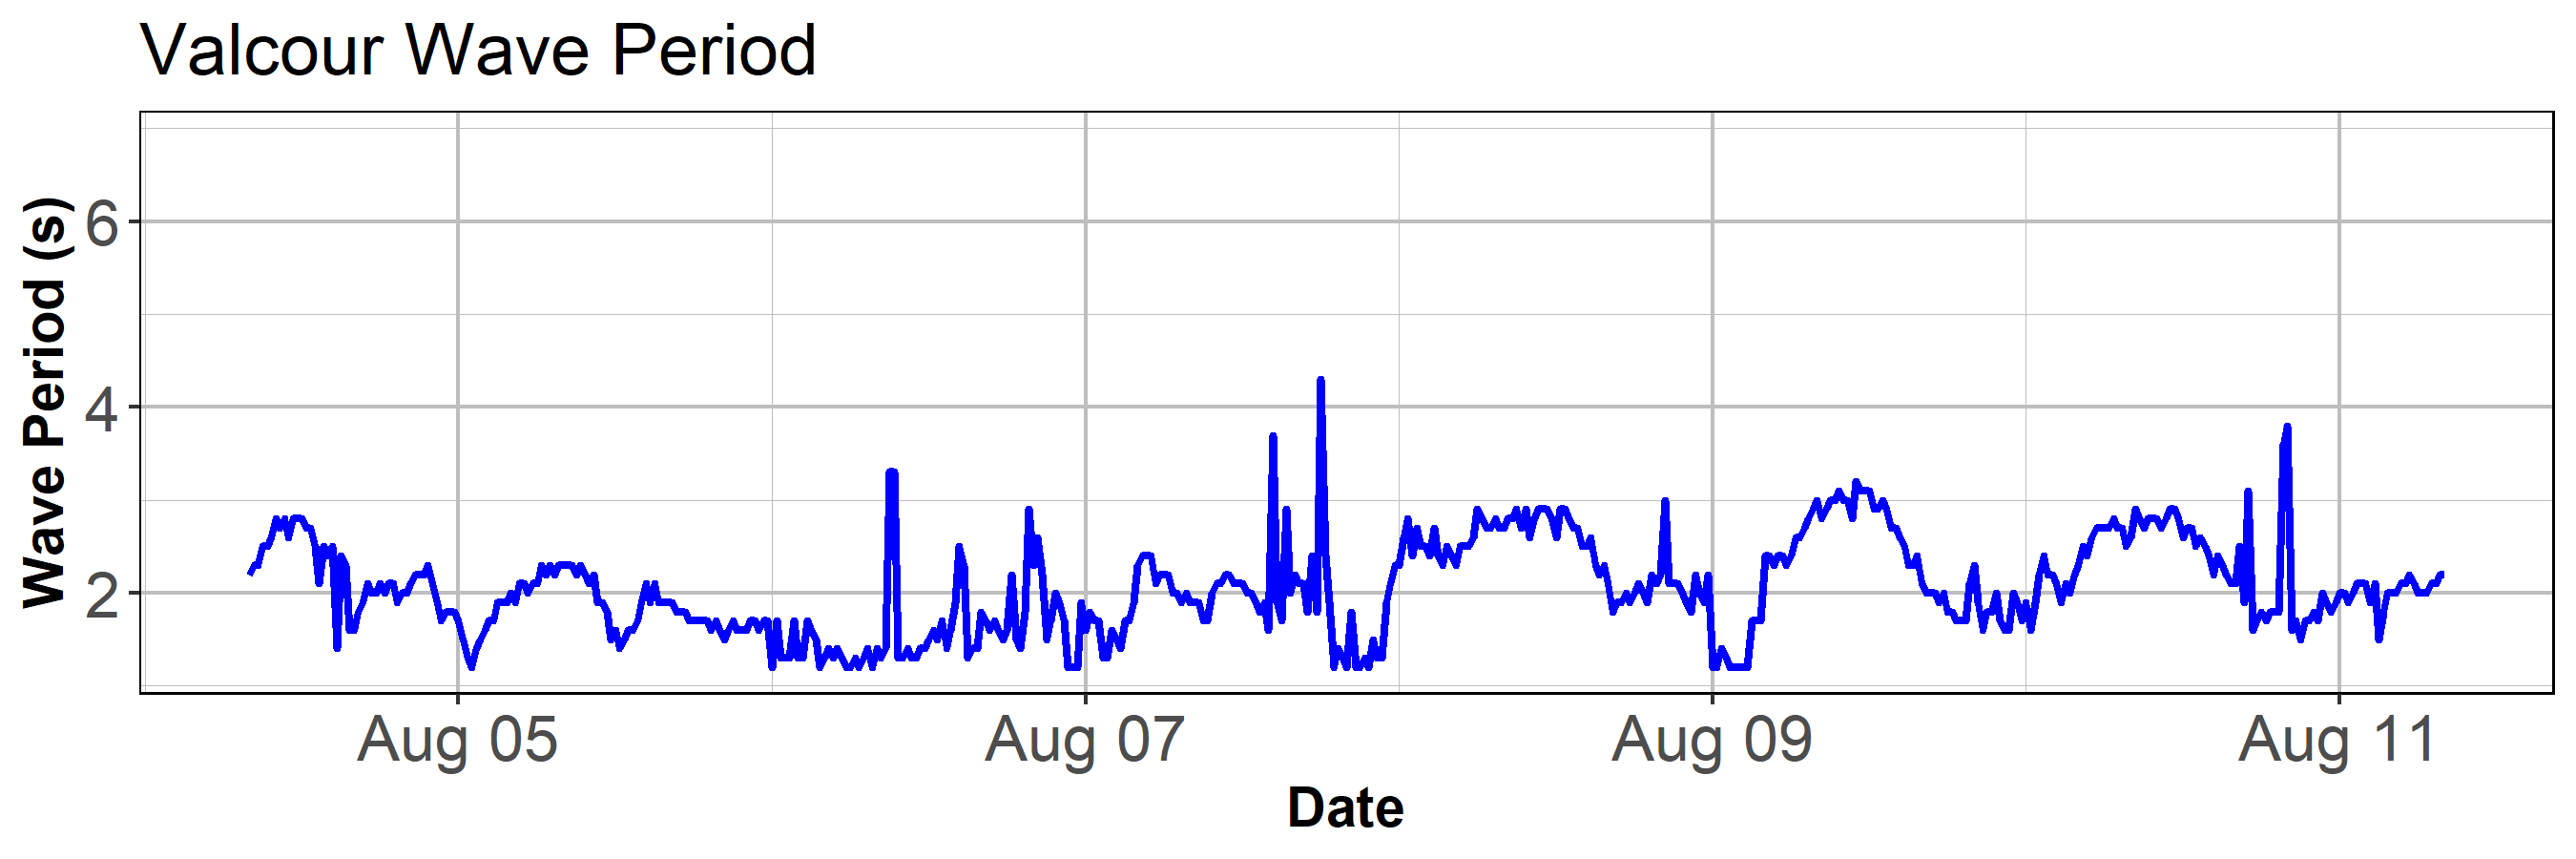 Valcour Wave Period
Wave Period (s)
6
4
2
Aug 05 Aug 07 Aug 09 Aug 11
Date